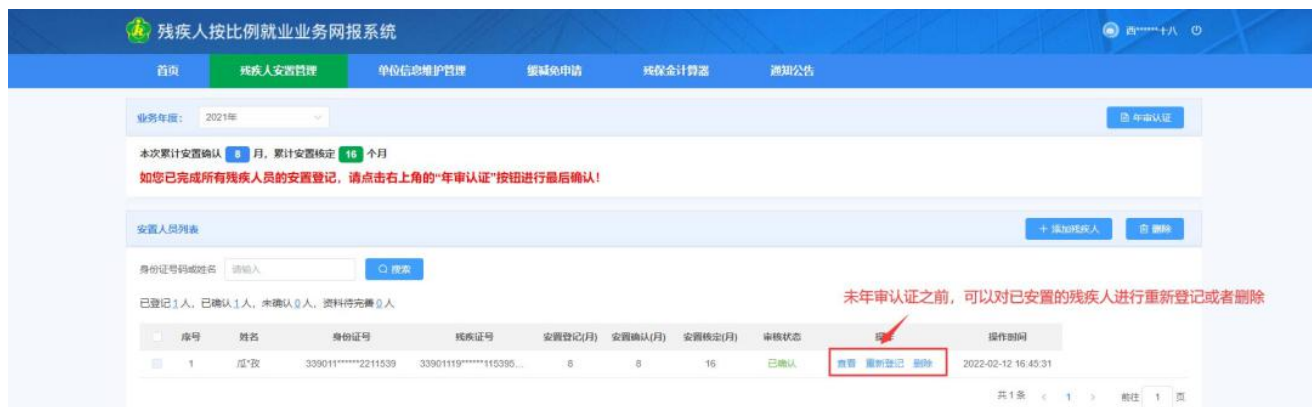 残疾人按比例就业业务网报系统
西******十八
首页 残疾人安置管理 单位信息维护管理 缓减免申请 残保金计算器 通知公告
业务年度： 2021年 年审认证
本次累计安置确认 8 月，累计安置核定 16 个月
如您已完成所有残疾人员的安置登记，请点击右上角的“年审认证”按钮进行最后确认！
安置人员列表 + 添加残疾人 删除
身份证号码或姓名 请输入 搜索
未年审认证之前，可以对已安置的残疾人进行重新登记或者删除
已登记1人，已确认1人，未确认0人，资料待完善0人
序号 姓名 身份证号 残疾证号 安置登记(月) 安置确认(月) 安置核定(月) 审核状态 操作 操作时间
1 339011******2211539 33901119******115395... 8 8 16 已确认 查看 重新登记 删除 2022-02-12 16:45:31
共1条 < 1 > 前往 1 页